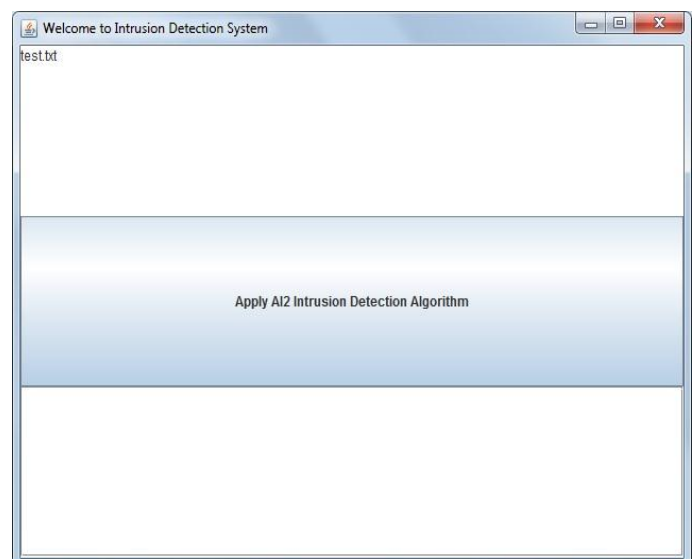 Welcome to Intrusion Detection System
test.txt
Apply AI2 Intrusion Detection Algorithm